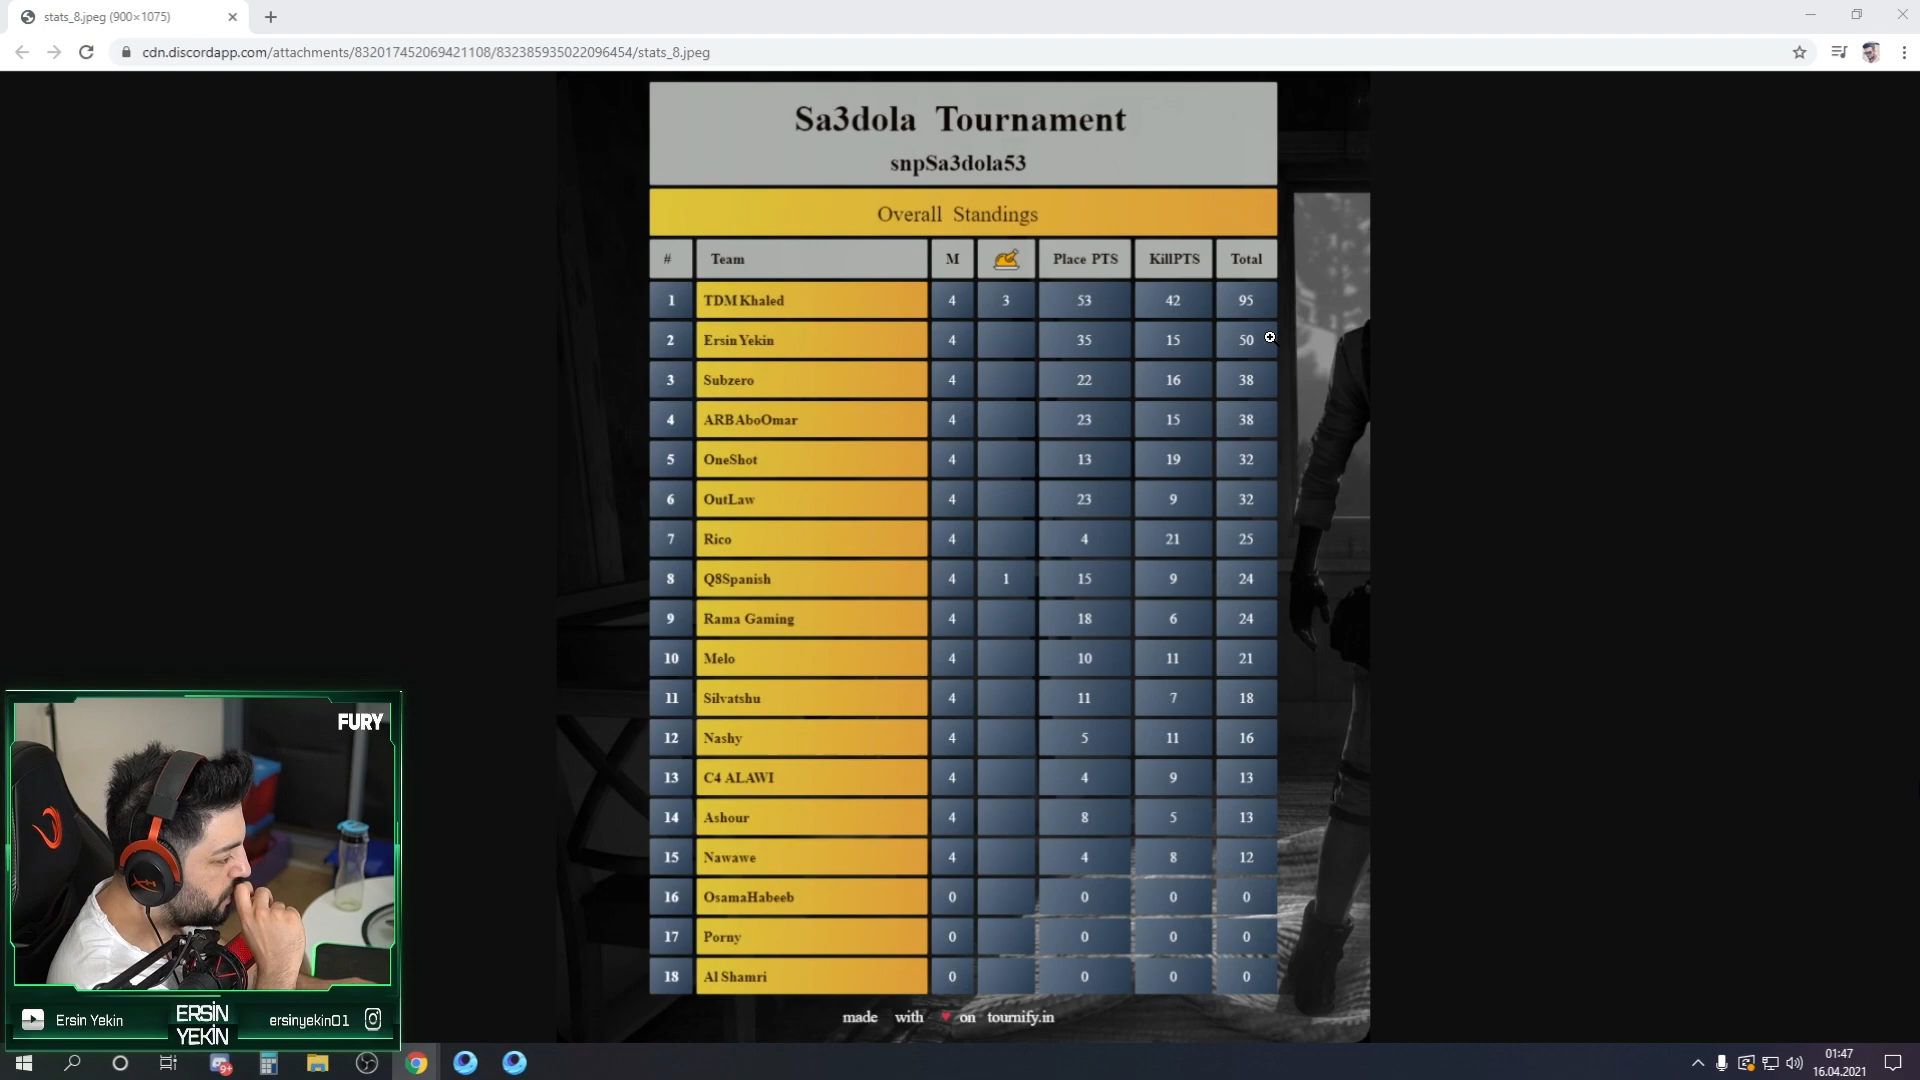 stats_8.jpeg (900×1075)
cdn.discordapp.com/attachments/832017452069421108/832385935022096454/stats_8.jpeg
Sa3dola Tournament
snpSa3dola53
Overall Standings
# Team M Place PTS KillPTS Total
1 TDM Khaled 4 3 53 42 95
2 Ersin Yekin 4 35 15 50
3 Subzero 4 22 16 38
4 ARB AboOmar 4 23 15 38
5 OneShot 4 13 19 32
6 OutLaw 4 23 9 32
7 Rico 4 4 21 25
8 Q8Spanish 4 1 15 9 24
9 Rama Gaming 4 18 6 24
10 Melo 4 10 11 21
11 Silvatshu 4 11 7 18
12 Nashy 4 5 11 16
13 C4 ALAWI 4 4 9 13
14 Ashour 4 8 5 13
15 Nawawe 4 4 8 12
16 OsamaHabeeb 0 0 0 0
17 Porny 0 0 0 0
18 Al Shamri 0 0 0 0
made with ♥ on tournify.in
FURY
Ersin Yekin
ERSİN
YEKİN
ersinyekin01
9+
01:47
16.04.2021